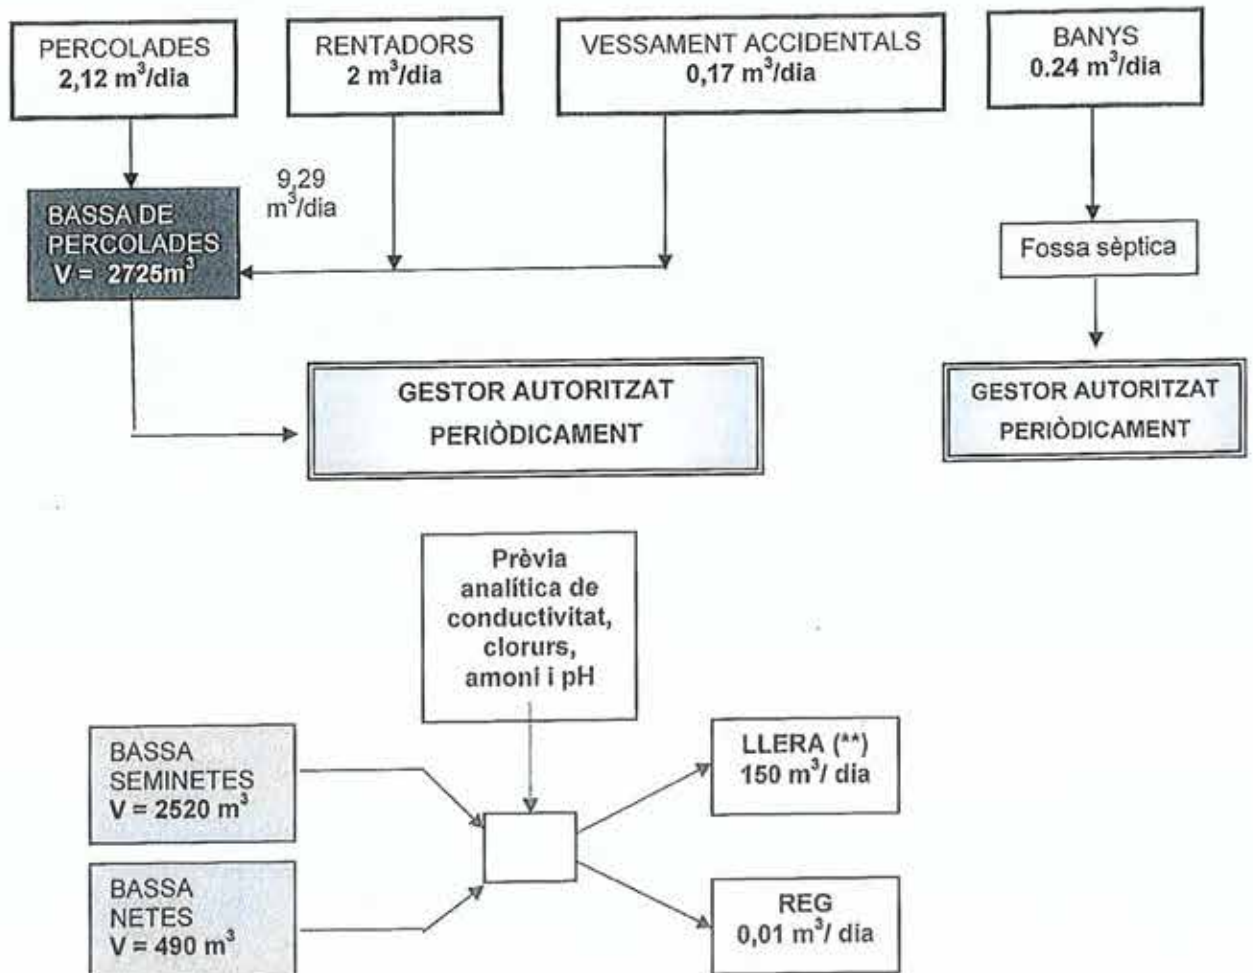 PERCOLADES
2,12 m³/dia
RENTADORS
2 m³/dia
VESSAMENT ACCIDENTALS
0,17 m³/dia
BANYS
0.24 m³/dia
9,29
m³/dia
BASSA DE
PERCOLADES
V = 2725m³
Fossa sèptica
GESTOR AUTORITZAT
PERIÒDICAMENT
GESTOR AUTORITZAT
PERIÒDICAMENT
Prèvia
analítica de
conductivitat,
clorurs,
amoni i pH
BASSA
SEMINETES
V = 2520 m³
LLERA (**)
150 m³/ dia
BASSA
NETES
V = 490 m³
REG
0,01 m³/ dia